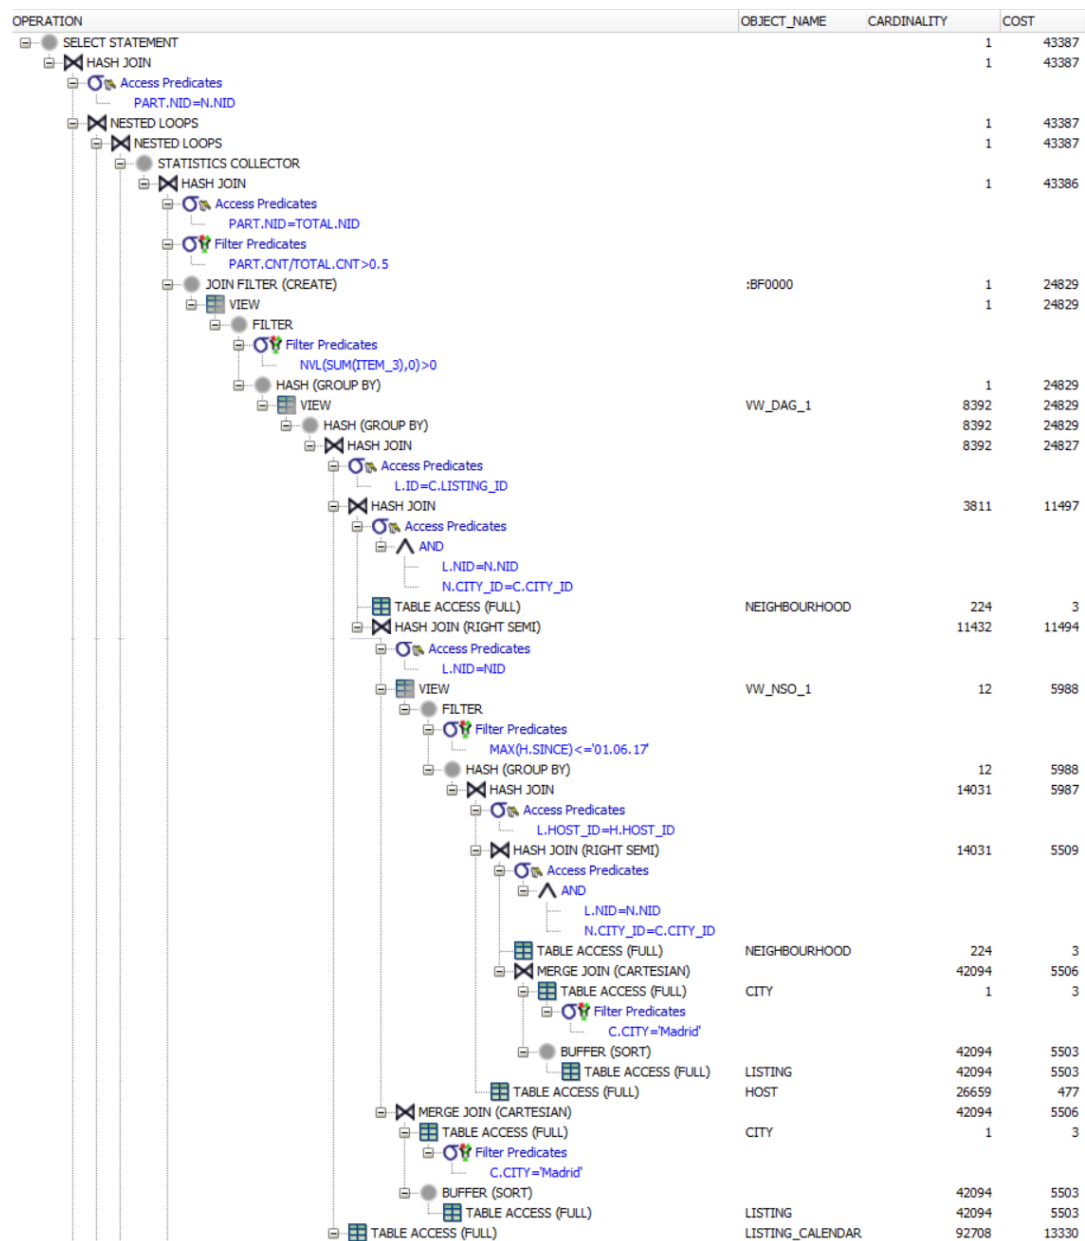 OPERATION OBJECT_NAME CARDINALITY COST
SELECT STATEMENT 1 43387
HASH JOIN 1 43387
Access Predicates
PART.NID=N.NID
NESTED LOOPS 1 43387
NESTED LOOPS 1 43387
STATISTICS COLLECTOR
HASH JOIN 1 43386
Access Predicates
PART.NID=TOTAL.NID
Filter Predicates
PART.CNT/TOTAL.CNT>0.5
JOIN FILTER (CREATE) :BF0000 1 24829
VIEW 1 24829
FILTER
Filter Predicates
NVL(SUM(ITEM_3),0)>0
HASH (GROUP BY) 1 24829
VIEW VW_DAG_1 8392 24829
HASH (GROUP BY) 8392 24829
HASH JOIN 8392 24827
Access Predicates
L.ID=C.LISTING_ID
HASH JOIN 3811 11497
Access Predicates
AND
L.NID=N.NID
N.CITY_ID=C.CITY_ID
TABLE ACCESS (FULL) NEIGHBOURHOOD 224 3
HASH JOIN (RIGHT SEMI) 11432 11494
Access Predicates
L.NID=NID
VIEW VW_NSO_1 12 5988
FILTER
Filter Predicates
MAX(H.SINCE)<='01.06.17'
HASH (GROUP BY) 12 5988
HASH JOIN 14031 5987
Access Predicates
L.HOST_ID=H.HOST_ID
HASH JOIN (RIGHT SEMI) 14031 5509
Access Predicates
AND
L.NID=N.NID
N.CITY_ID=C.CITY_ID
TABLE ACCESS (FULL) NEIGHBOURHOOD 224 3
MERGE JOIN (CARTESIAN) 42094 5506
TABLE ACCESS (FULL) CITY 1 3
Filter Predicates
C.CITY='Madrid'
BUFFER (SORT) 42094 5503
TABLE ACCESS (FULL) LISTING 42094 5503
TABLE ACCESS (FULL) HOST 26659 477
MERGE JOIN (CARTESIAN) 42094 5506
TABLE ACCESS (FULL) CITY 1 3
Filter Predicates
C.CITY='Madrid'
BUFFER (SORT) 42094 5503
TABLE ACCESS (FULL) LISTING 42094 5503
TABLE ACCESS (FULL) LISTING_CALENDAR 92708 13330